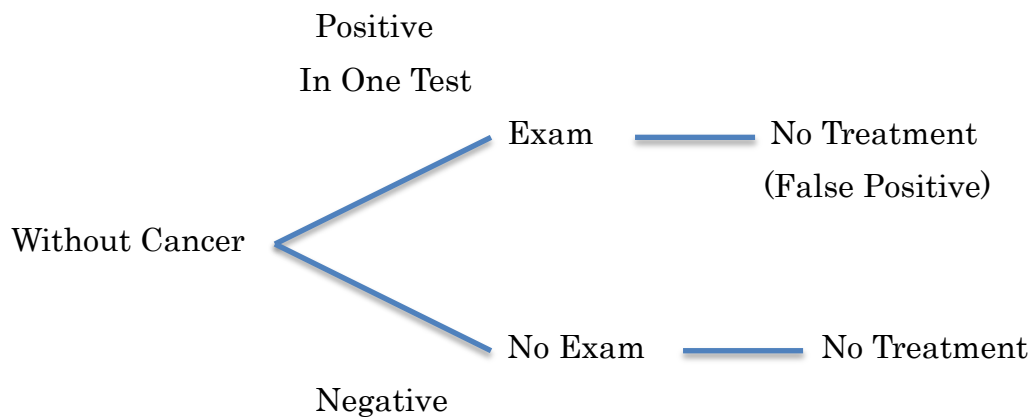 Positive
In One Test
Exam
No Treatment
(False Positive)
Without Cancer
No Exam
No Treatment
Negative